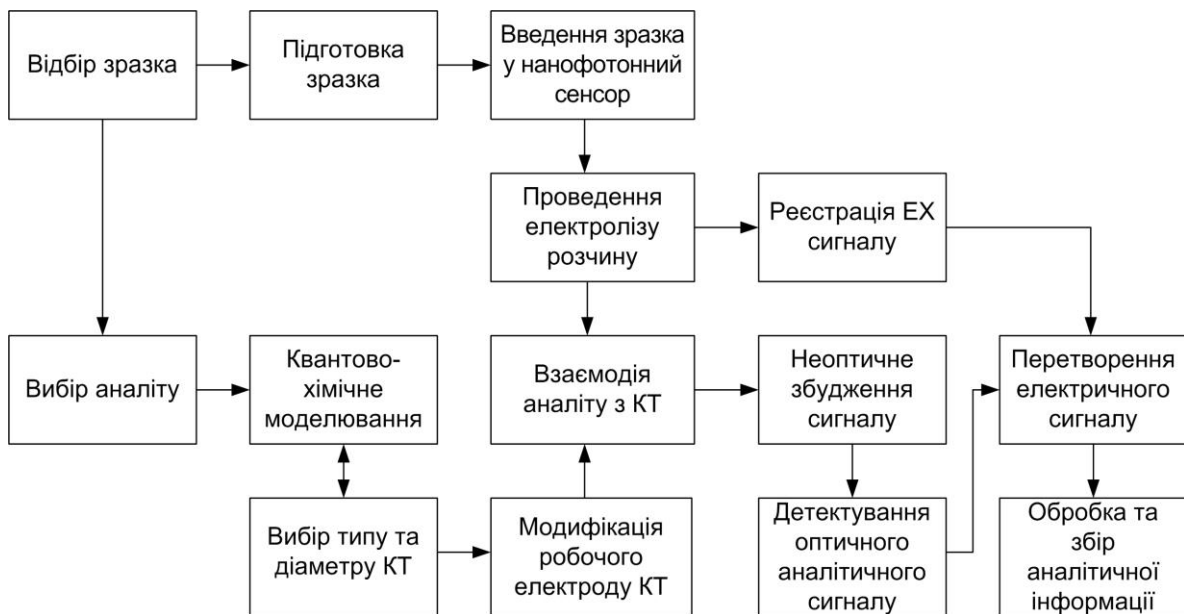 Відбір зразка
Підготовка
зразка
Введення зразка
у нанофотонний
сенсор
Проведення
електролізу
розчину
Реєстрація ЕХ
сигналу
Вибір аналіту
Квантово-
хімічне
моделювання
Взаємодія
аналіту з КТ
Неоптичне
збудження
сигналу
Перетворення
електричного
сигналу
Вибір типу та
діаметру КТ
Модифікація
робочого
електроду КТ
Детектування
оптичного
аналітичного
сигналу
Обробка та
збір
аналітичної
інформації